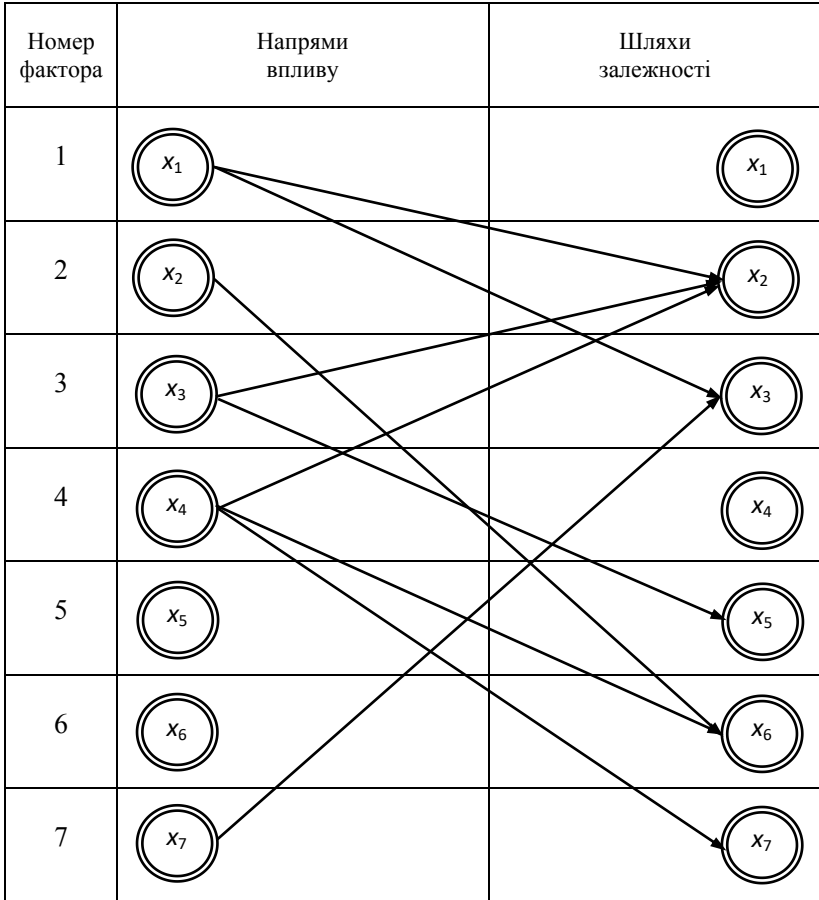 Номер фактора
Напрями впливу
Шляхи залежності
1
x₁
x₁
2
x₂
x₂
3
x₃
x₃
4
x₄
x₄
5
x₅
x₅
6
x₆
x₆
7
x₇
x₇